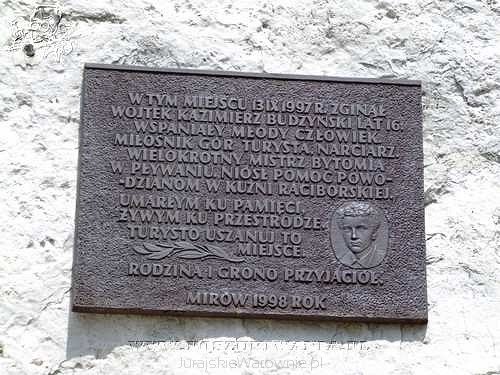 W TYM MIEJSCU 13 IX 1997 R. ZGINĄŁ
WOJTEK KAZIMIERZ BUDZYŃSKI LAT 16.
WSPANIAŁY MŁODY CZŁOWIEK
MIŁOŚNIK GÓR TURYSTA, NARCIARZ,
WIELOKROTNY MISTRZ BYTOMIA
W PŁYWANIU, NIÓSŁ POMOC POWO-
-DZIANOM W KUŹNI RACIBORSKIEJ.
UMARŁYM KU PAMIĘCI,
ŻYWYM KU PRZESTRODZE,
TURYSTO USZANUJ TO
MIEJSCE.
RODZINA I GRONO PRZYJACIÓŁ.
MIRÓW 1998 ROK
JurajskieWarownie.pl